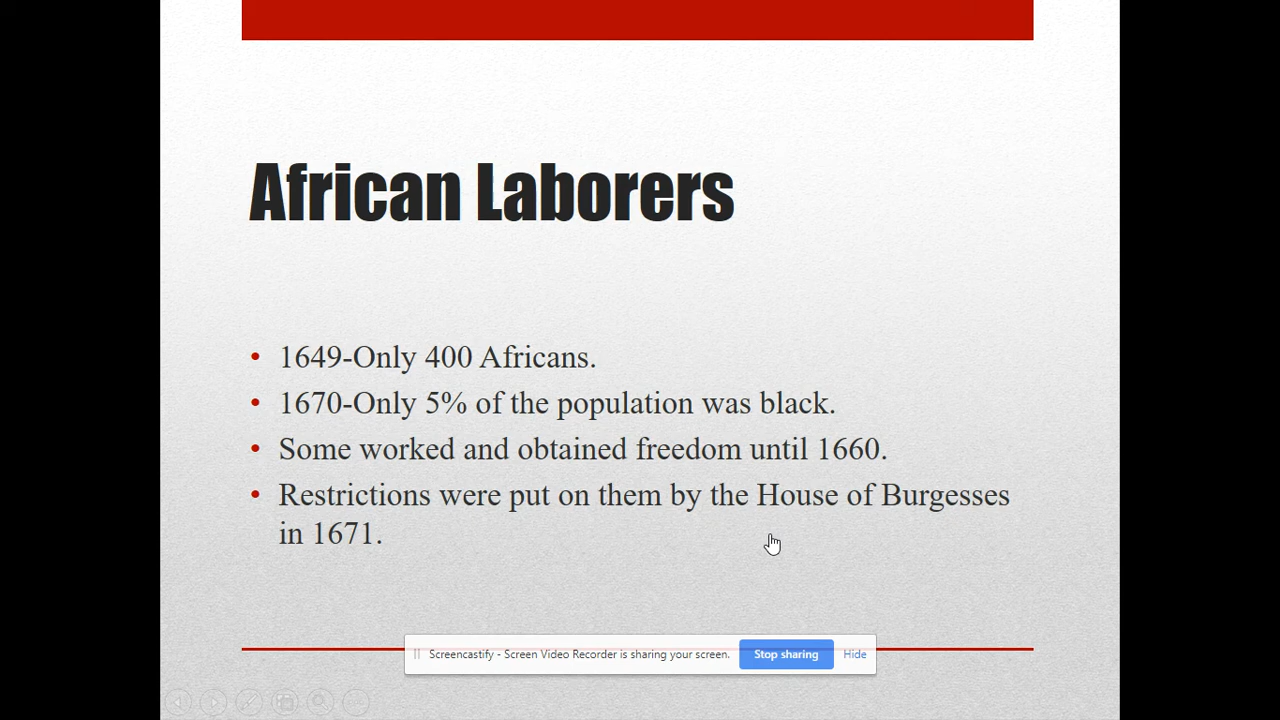 African Laborers
• 1649-Only 400 Africans.
• 1670-Only 5% of the population was black.
• Some worked and obtained freedom until 1660.
• Restrictions were put on them by the House of Burgesses
in 1671.
Screencastify - Screen Video Recorder is sharing your screen. Stop sharing Hide